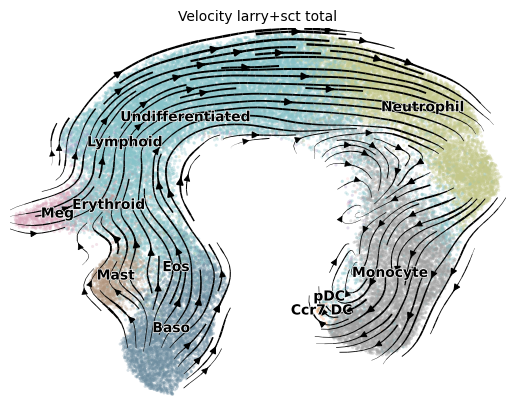 Velocity larry+sct total
Neutrophil
Undifferentiated
Lymphoid
Erythroid
Meg
Eos
Mast
Monocyte
pDC
Ccr7 DC
Baso